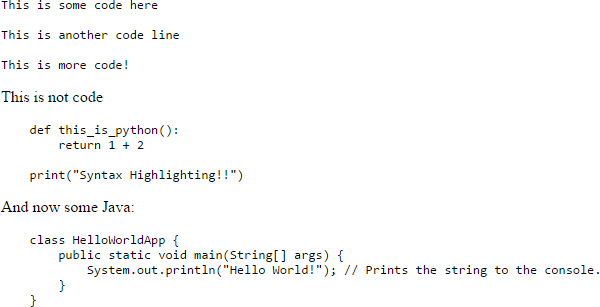 This is some code here
This is another code line
This is more code!
This is not code
    def this_is_python():
        return 1 + 2
    print("Syntax Highlighting!!")
And now some Java:
    class HelloWorldApp {
        public static void main(String[] args) {
            System.out.println("Hello World!"); // Prints the string to the console.
        }
    }